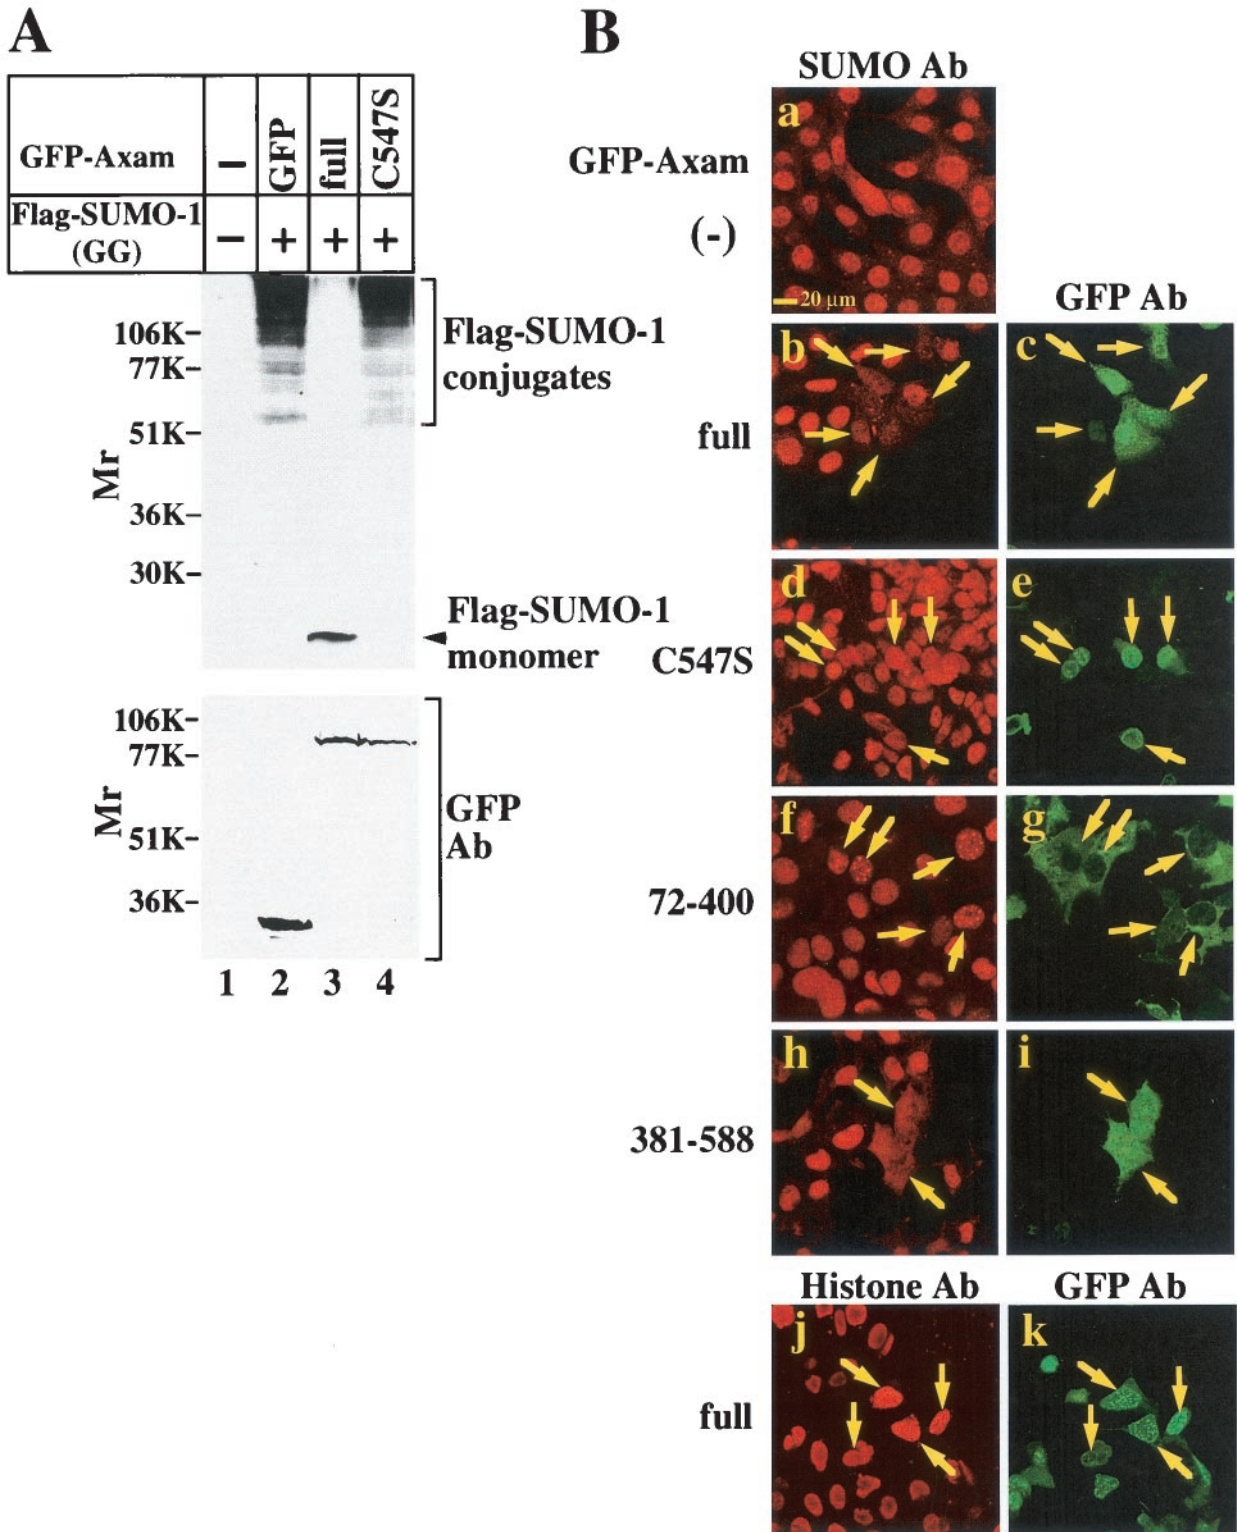 A
GFP-Axam
–
GFP
full
C547S
Flag-SUMO-1
(GG)
–
+
+
+
106K–
77K–
51K–
36K–
30K–
Mr
Flag-SUMO-1
conjugates
Flag-SUMO-1
monomer
106K–
77K–
51K–
36K–
Mr
GFP
Ab
1 2 3 4
B
SUMO Ab
GFP-Axam
(-)
a
20 µm
GFP Ab
full
b
c
C547S
d
e
72-400
f
g
381-588
h
i
Histone Ab
GFP Ab
full
j
k